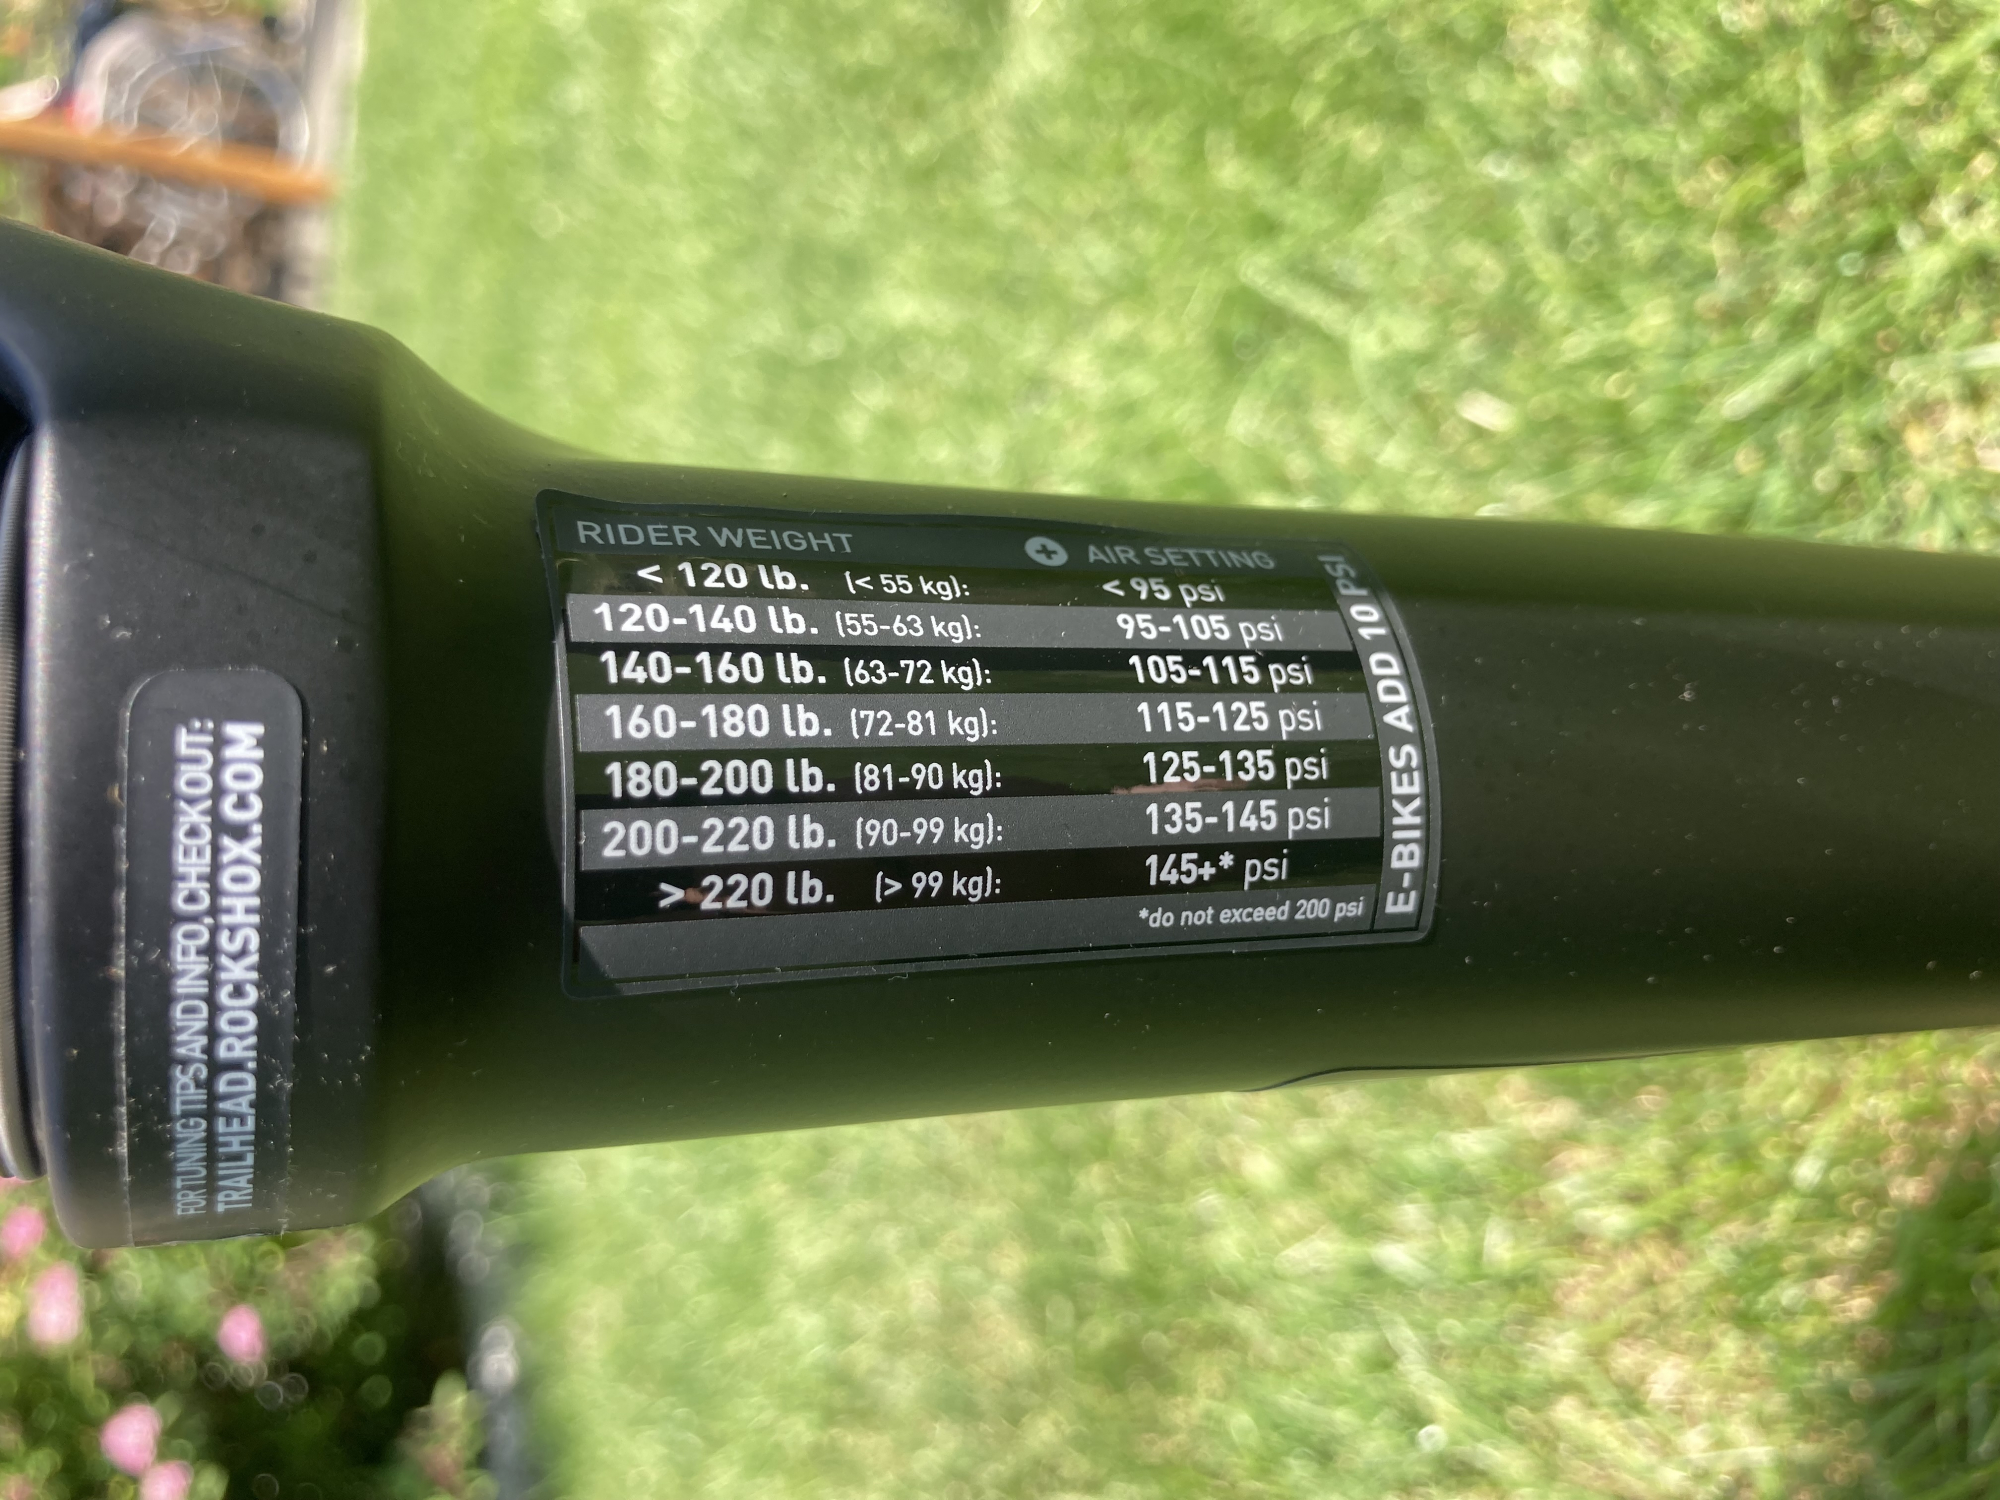 RIDER WEIGHT + AIR SETTING
< 120 lb. (< 55 kg): < 95 psi
120-140 lb. (55-63 kg): 95-105 psi
140-160 lb. (63-72 kg): 105-115 psi
160-180 lb. (72-81 kg): 115-125 psi
180-200 lb. (81-90 kg): 125-135 psi
200-220 lb. (90-99 kg): 135-145 psi
> 220 lb. (> 99 kg): 145+* psi
*do not exceed 200 psi
E-BIKES ADD 10 PSI
FOR TUNING TIPS AND INFO, CHECKOUT:
TRAILHEAD.ROCKSHOX.COM